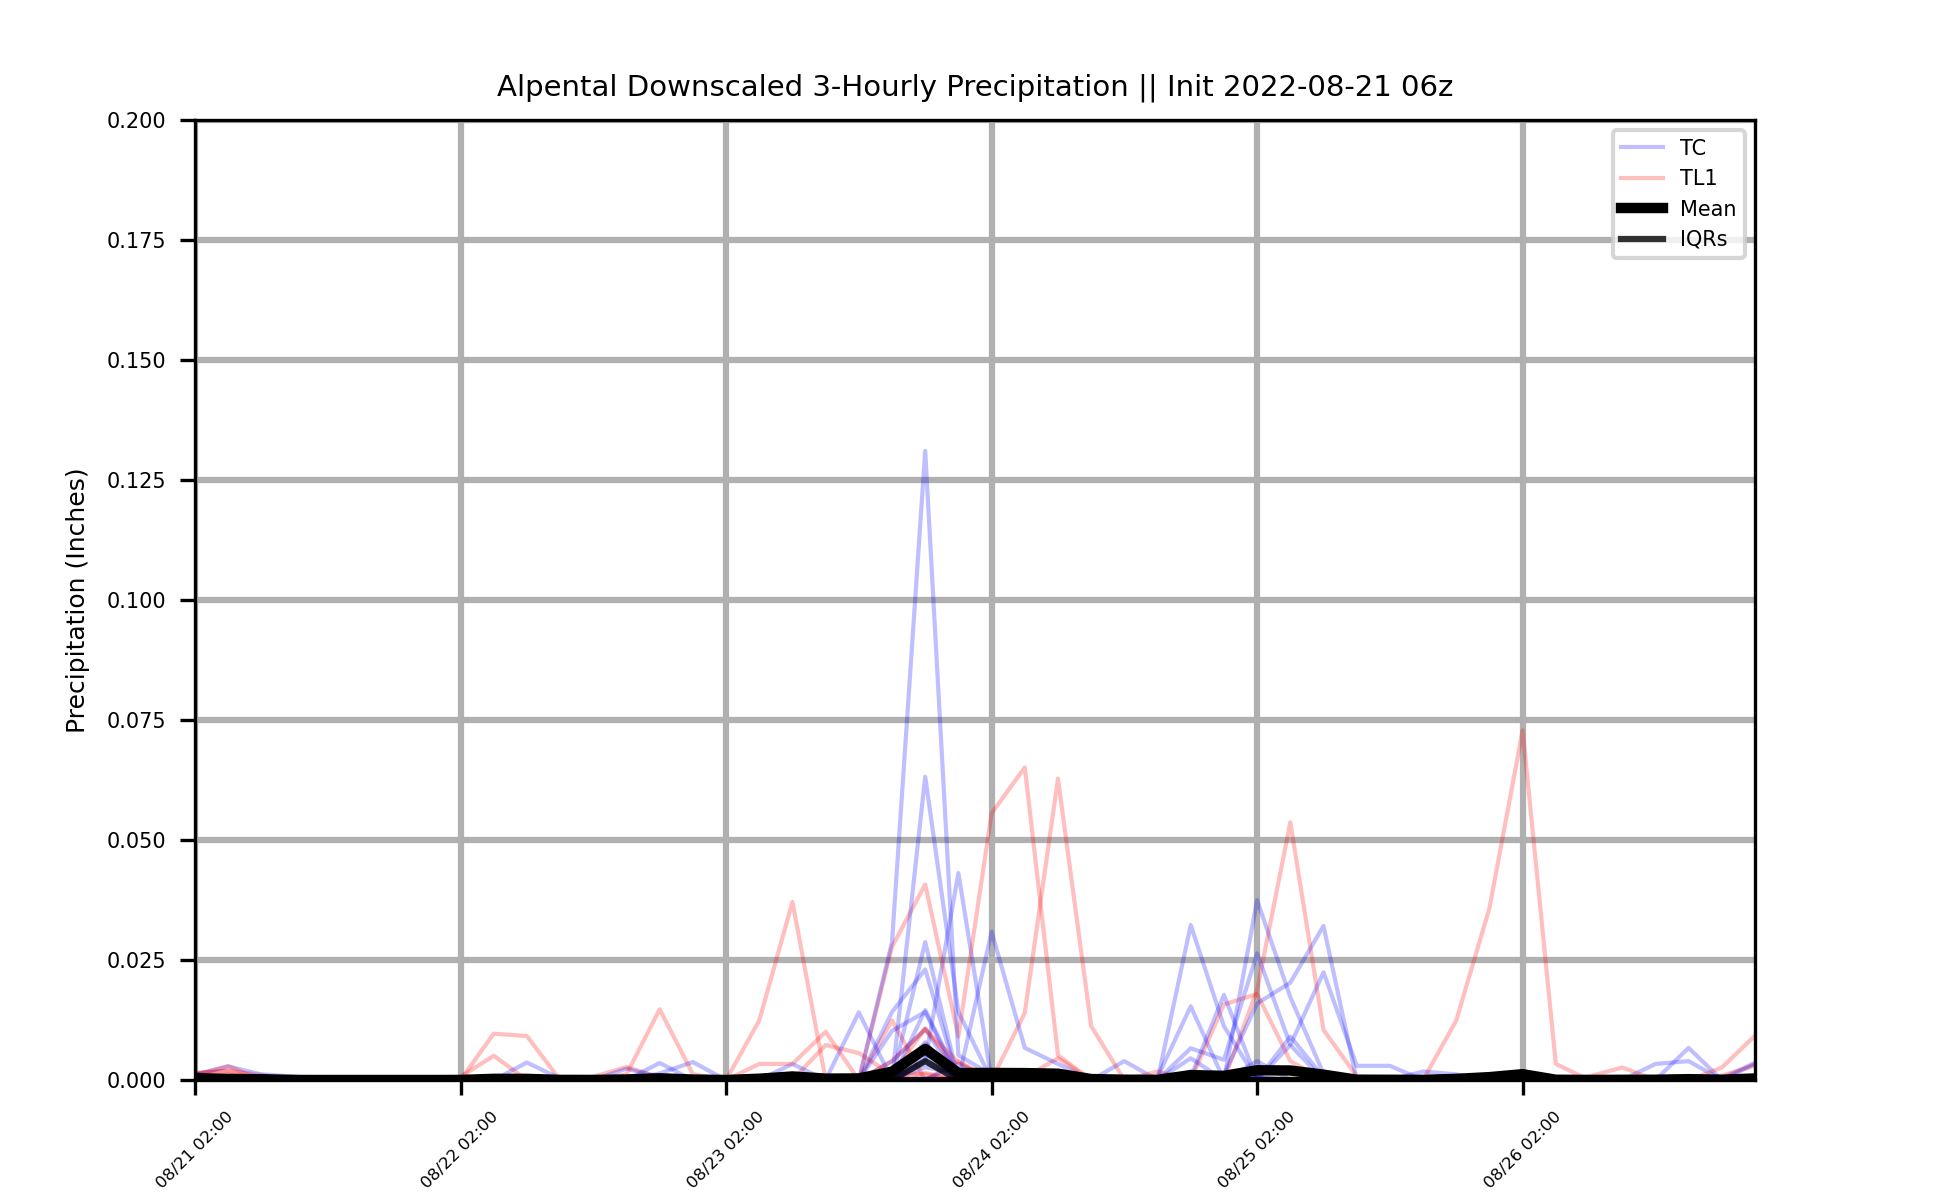 Alpental Downscaled 3-Hourly Precipitation || Init 2022-08-21 06z
TC
TL1
Mean
IQRs
Precipitation (Inches)
0.200
0.175
0.150
0.125
0.100
0.075
0.050
0.025
0.000
08/21 02:00
08/22 02:00
08/23 02:00
08/24 02:00
08/25 02:00
08/26 02:00